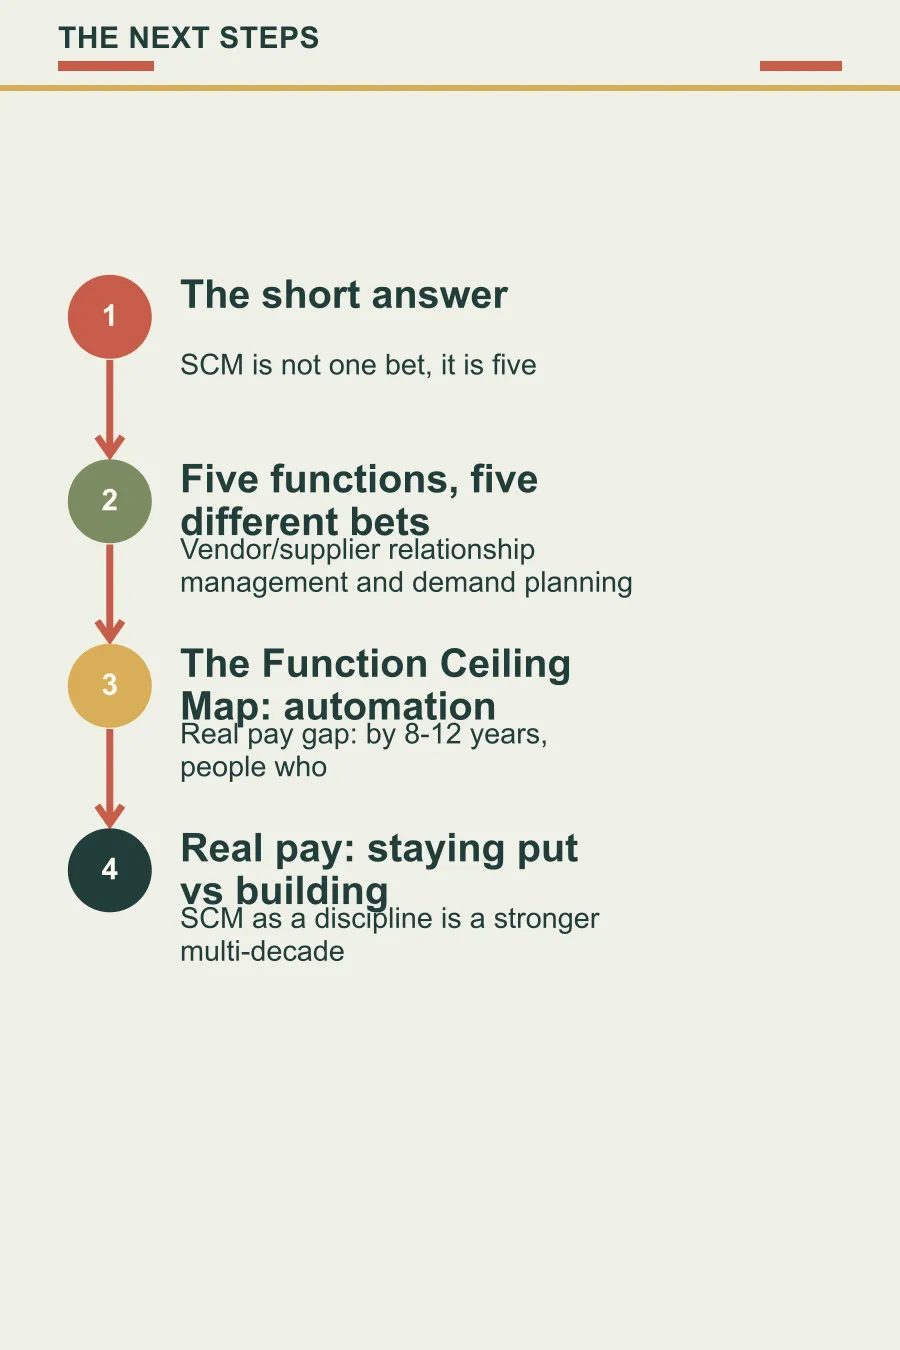 THE NEXT STEPS
1
The short answer
SCM is not one bet, it is five
2
Five functions, five
different bets
Vendor/supplier relationship
management and demand planning
3
The Function Ceiling
Map: automation
Real pay gap: by 8-12 years,
people who
4
Real pay: staying put
vs building
SCM as a discipline is a stronger
multi-decade